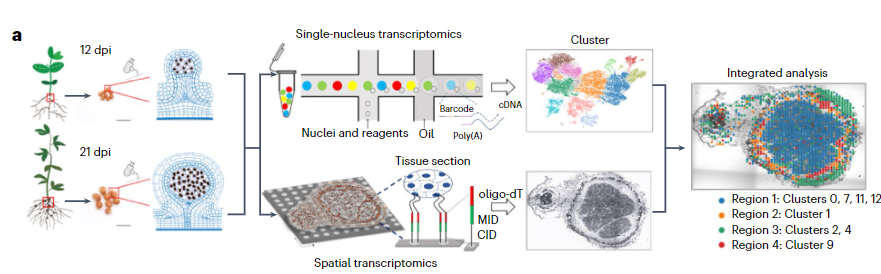 a
12 dpi
21 dpi
Single-nucleus transcriptomics
Nuclei and reagents
Oil
Barcode
Poly(A)
cDNA
Cluster
Tissue section
oligo-dT
MID
CID
Spatial transcriptomics
Integrated analysis
Region 1: Clusters 0, 7, 11, 12
Region 2: Cluster 1
Region 3: Clusters 2, 4
Region 4: Cluster 9